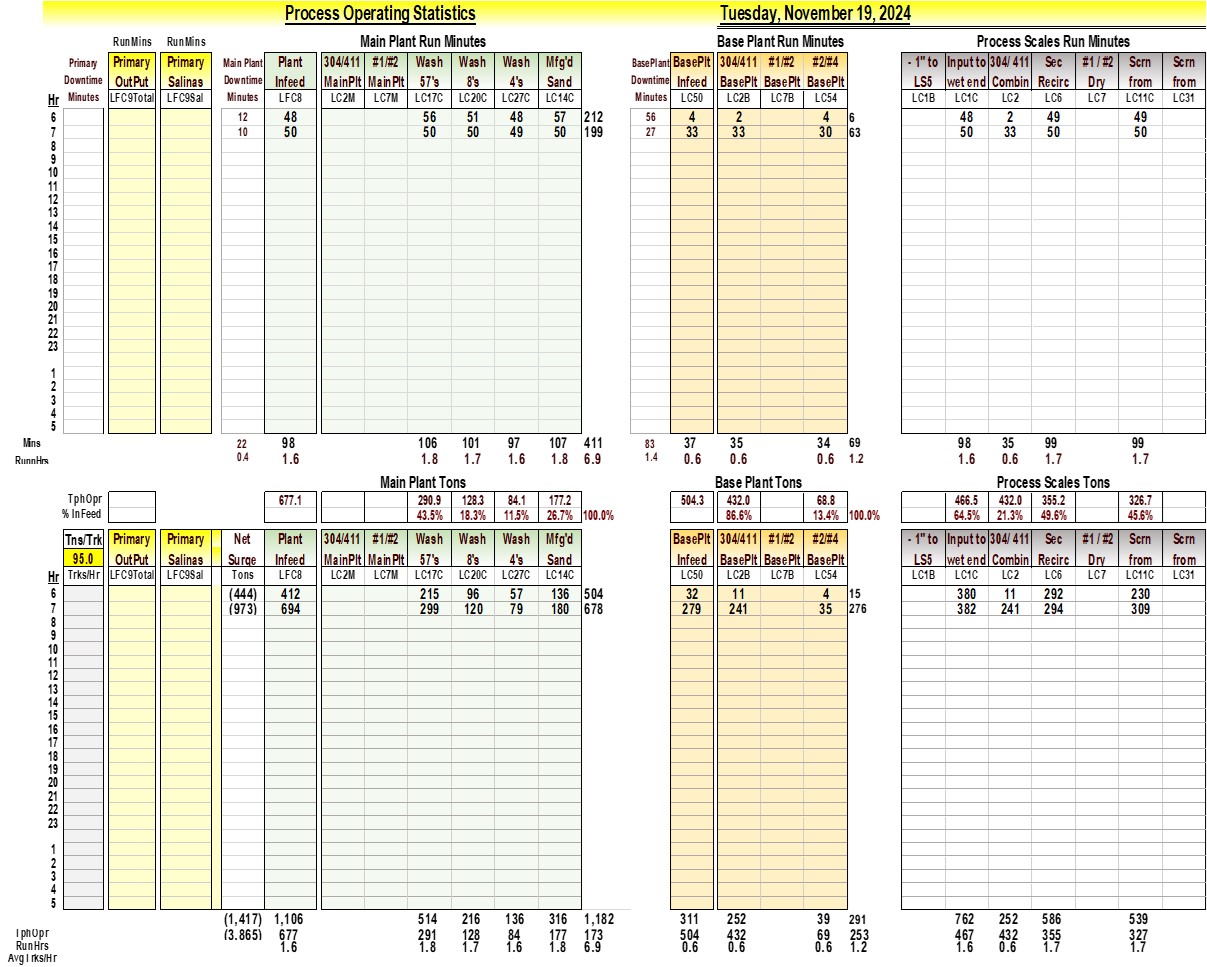 Process Operating Statistics Tuesday, November 19, 2024
RunMins RunMins Main Plant Run Minutes Base Plant Run Minutes Process Scales Run Minutes
Primary Primary Primary Main Plant Plant 304/411 #1/#2 Wash Wash Wash Mfg'd BasePlant BasePlt 304/411 #1/#2 #2/#4 - 1" to Input to 304/ 411 Sec #1 / #2 Scrn Scrn
Downtime OutPut Salinas Downtime Infeed MainPlt MainPlt 57's 8's 4's Sand Downtime Infeed BasePlt BasePlt BasePlt LS5 wet end Combin Recirc Dry from from
Hr Minutes LFC9Total LFC9Sal Minutes LFC8 LC2M LC7M LC17C LC20C LC27C LC14C Minutes LC50 LC2B LC7B LC54 LC1B LC1C LC2 LC6 LC7 LC11C LC31
6 12 48 56 51 48 57 212 56 4 2 4 6 48 2 49 49
7 10 50 50 50 49 50 199 27 33 33 30 63 50 33 50 50
8
9
10
11
12
13
14
15
16
17
18
19
20
21
22
23
1
2
3
4
5
Mins 22 98 106 101 97 107 411 83 37 35 34 69 98 35 99 99
RunnHrs 0.4 1.6 1.8 1.7 1.6 1.8 6.9 1.4 0.6 0.6 0.6 1.2 1.6 0.6 1.7 1.7
Main Plant Tons Base Plant Tons Process Scales Tons
TphOpr 677.1 290.9 128.3 84.1 177.2 504.3 432.0 68.8 466.5 432.0 355.2 326.7
% InFeed 43.5% 18.3% 11.5% 26.7% 100.0% 86.6% 13.4% 100.0% 64.5% 21.3% 49.6% 45.6%
Tns/Trk Primary Primary Net Plant 304/411 #1/#2 Wash Wash Wash Mfg'd BasePlt 304/411 #1/#2 #2/#4 - 1" to Input to 304/ 411 Sec #1 / #2 Scrn Scrn
95.0 OutPut Salinas Surge Infeed MainPlt MainPlt 57's 8's 4's Sand Infeed BasePlt BasePlt BasePlt LS5 wet end Combin Recirc Dry from from
Hr Trks/Hr LFC9Total LFC9Sal Tons LFC8 LC2M LC7M LC17C LC20C LC27C LC14C LC50 LC2B LC7B LC54 LC1B LC1C LC2 LC6 LC7 LC11C LC31
6 (444) 412 215 96 57 136 504 32 11 4 15 380 11 292 230
7 (973) 694 299 120 79 180 678 279 241 35 276 382 241 294 309
8
9
10
11
12
13
14
15
16
17
18
19
20
21
22
23
1
2
3
4
5
(1,417) 1,106 514 216 136 316 1,182 311 252 39 291 762 252 586 539
TphOpr (3,865) 677 291 128 84 177 173 504 432 69 253 467 432 355 327
RunHrs 1.6 1.8 1.7 1.6 1.8 6.9 0.6 0.6 0.6 1.2 1.6 0.6 1.7 1.7
AvgTrks/Hr